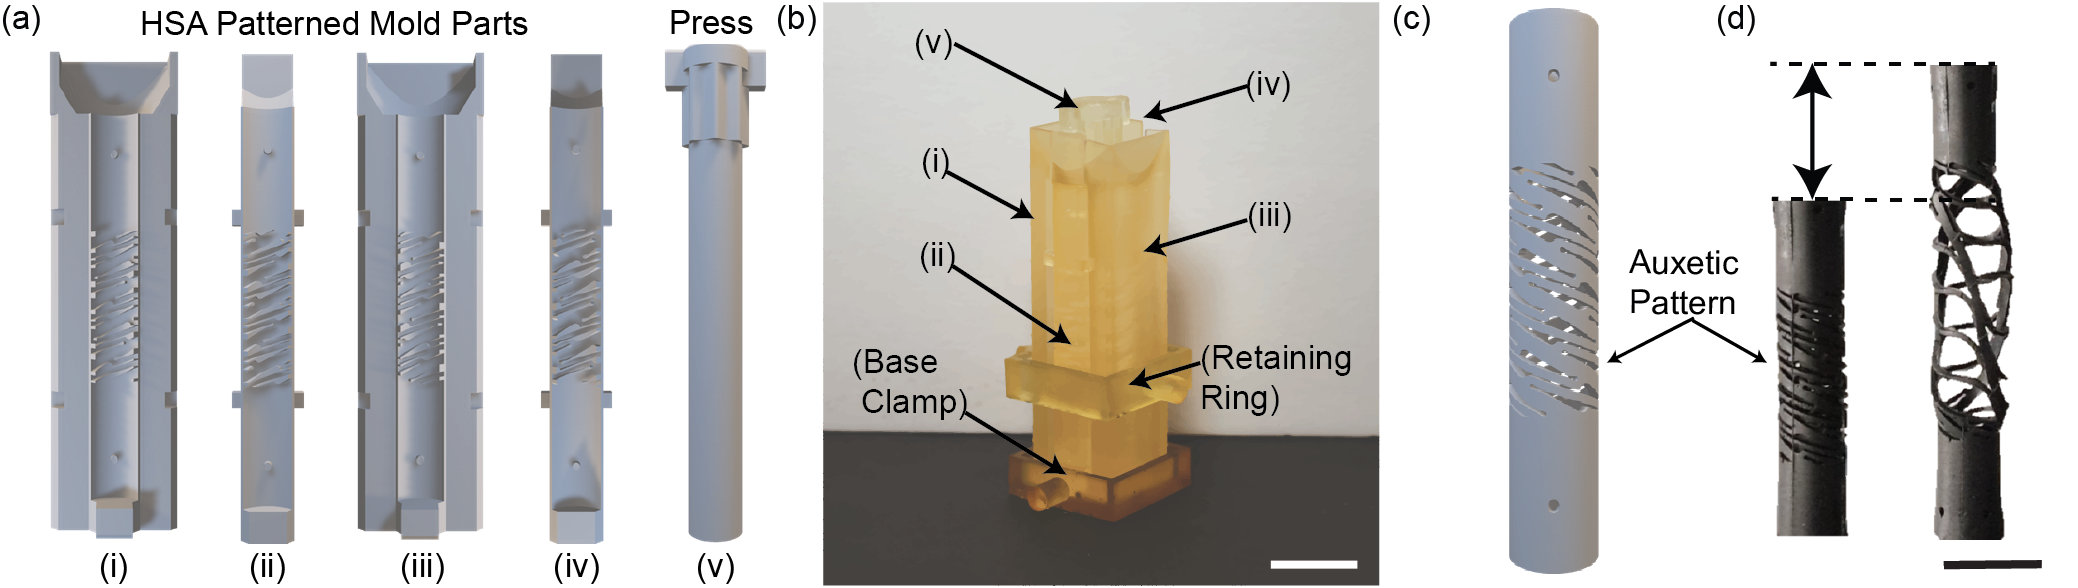 (a) HSA Patterned Mold Parts Press
(i) (ii) (iii) (iv) (v)
(b)
(v)
(iv)
(i)
(iii)
(ii)
(Base
Clamp)
(Retaining
Ring)
(c)
(d)
Auxetic
Pattern